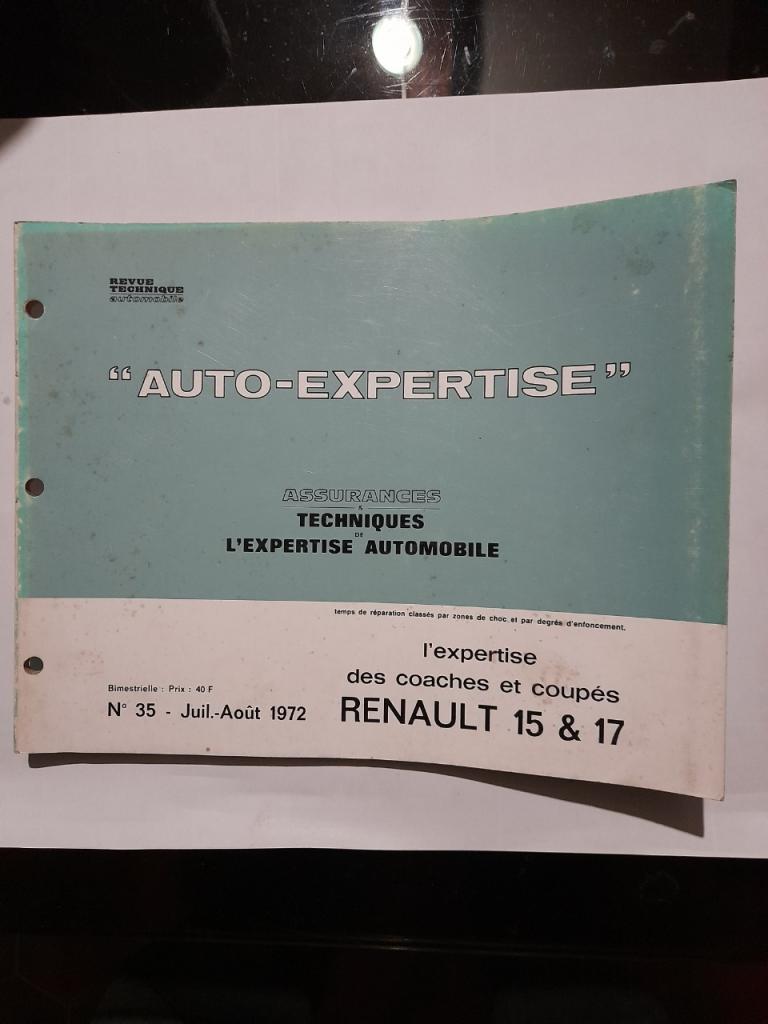 REVUE
TECHNIQUE
automobile
“AUTO-EXPERTISE”
ASSURANCES
&
TECHNIQUES
DE
L'EXPERTISE AUTOMOBILE
temps de réparation classés par zones de choc et par degrés d'enfoncement.
l'expertise
des coaches et coupés
RENAULT 15 & 17
Bimestrielle : Prix : 40 F
N° 35 - Juil.-Août 1972